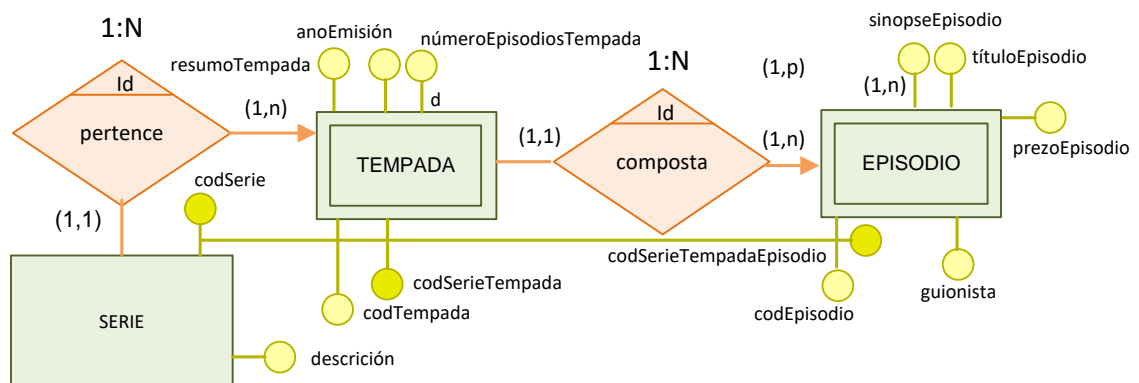 sinopseEpisodio
1:N
anoEmisión
númeroEpisodiosTempada
1:N
títuloEpisodio
resumoTempada
(1,p)
Id
(1,n)
d
(1,n)
Id
pertence
(1,1)
(1,n)
TEMPADA
composta
EPISODIO
prezoEpisodio
codSerie
(1,1)
codSerieTempadaEpisodio
codSerieTempada
guionista
codTempada
codEpisodio
SERIE
descrición